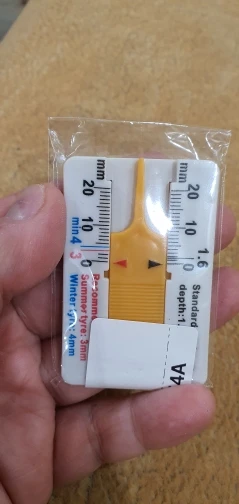 mm
20
10
0
min4
3
Recomme
Summer tyre: 3mm
Winter tyre: 4mm
mm
20
10
0
1.6
Standard
depth:1.
4A